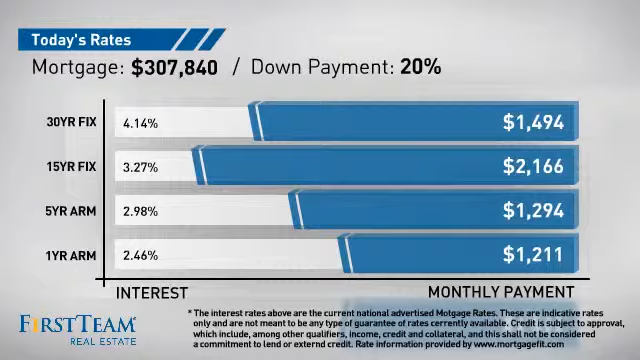 Today's Rates
Mortgage: $307,840 / Down Payment: 20%
30YR FIX 4.14% $1,494
15YR FIX 3.27% $2,166
5YR ARM 2.98% $1,294
1YR ARM 2.46% $1,211
INTEREST MONTHLY PAYMENT
FIRSTTEAM®
REAL ESTATE
* The interest rates above are the current national advertised Motgage Rates. These are indicative rates
only and are not meant to be any type of guarantee of rates cerrently available. Credit is subject to approval,
which include, among other qualifiers, income, credit and collateral, and this shall not be considered
a commitment to lend or externd credit. Rate information provided by www.mortgagefit.com